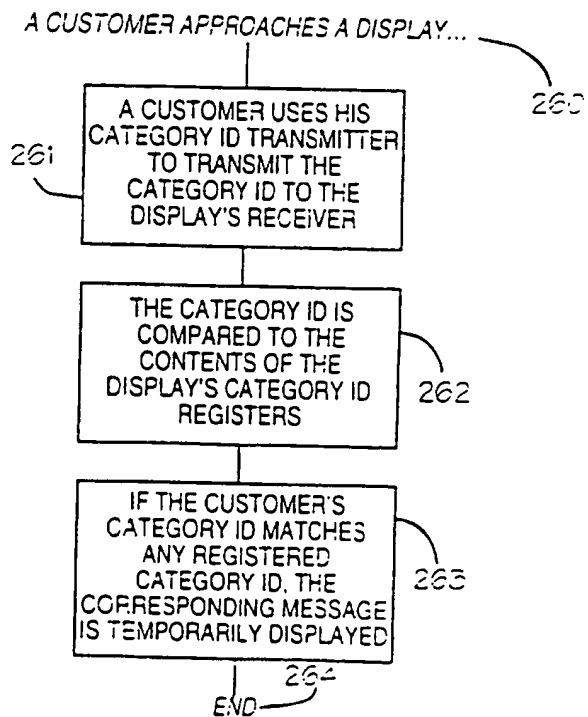 A CUSTOMER APPROACHES A DISPLAY...
260
A CUSTOMER USES HIS
CATEGORY ID TRANSMITTER
TO TRANSMIT THE
CATEGORY ID TO THE
DISPLAY'S RECEIVER
261
THE CATEGORY ID IS
COMPARED TO THE
CONTENTS OF THE
DISPLAY'S CATEGORY ID
REGISTERS
262
IF THE CUSTOMER'S
CATEGORY ID MATCHES
ANY REGISTERED
CATEGORY ID, THE
CORRESPONDING MESSAGE
IS TEMPORARILY DISPLAYED
263
264
END